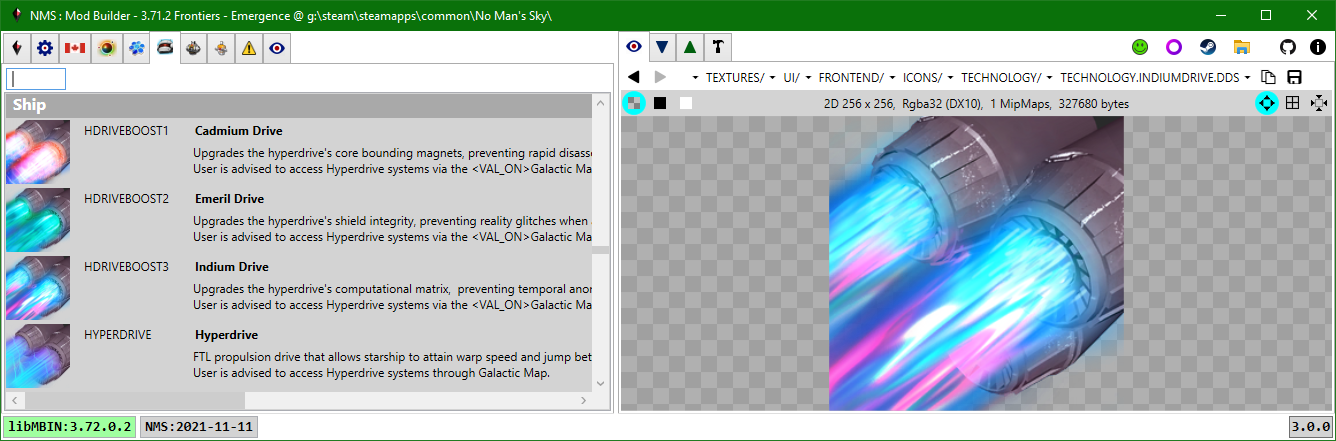 NMS : Mod Builder - 3.71.2 Frontiers - Emergence @ g:\steam\steamapps\common\No Man's Sky\
Ship
HDRIVEBOOST1 Cadmium Drive
Upgrades the hyperdrive's core bounding magnets, preventing rapid disasse
User is advised to access Hyperdrive systems via the <VAL_ON>Galactic Ma
HDRIVEBOOST2 Emeril Drive
Upgrades the hyperdrive's shield integrity, preventing reality glitches when
User is advised to access Hyperdrive systems via the <VAL_ON>Galactic Ma
HDRIVEBOOST3 Indium Drive
Upgrades the hyperdrive's computational matrix,  preventing temporal anor
User is advised to access Hyperdrive systems via the <VAL_ON>Galactic Ma
HYPERDRIVE Hyperdrive
FTL propulsion drive that allows starship to attain warp speed and jump bet
User is advised to access Hyperdrive systems through Galactic Map.
TEXTURES/ UI/ FRONTEND/ ICONS/ TECHNOLOGY/ TECHNOLOGY.INDIUMDRIVE.DDS
2D 256 x 256,  Rgba32 (DX10),  1 MipMaps,  327680 bytes
libMBIN:3.72.0.2 NMS:2021-11-11 3.0.0